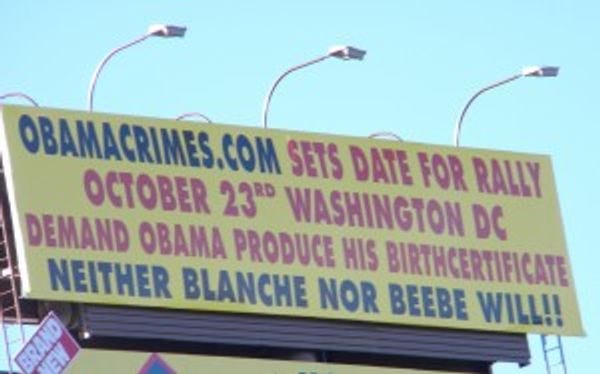 OBAMACRIMES.COM SETS DATE FOR RALLY
OCTOBER 23RD WASHINGTON DC
DEMAND OBAMA PRODUCE HIS BIRTHCERTIFICATE
NEITHER BLANCHE NOR BEEBE WILL!!
BRAND
NEW